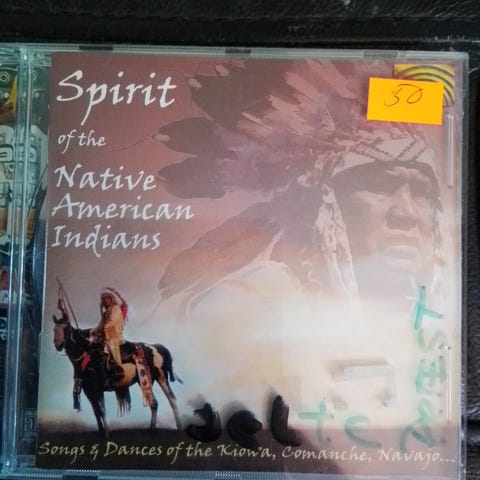 Spirit
of the
Native
American
Indians
50
Songs & Dances of the Kiowa, Comanche, Navajo...